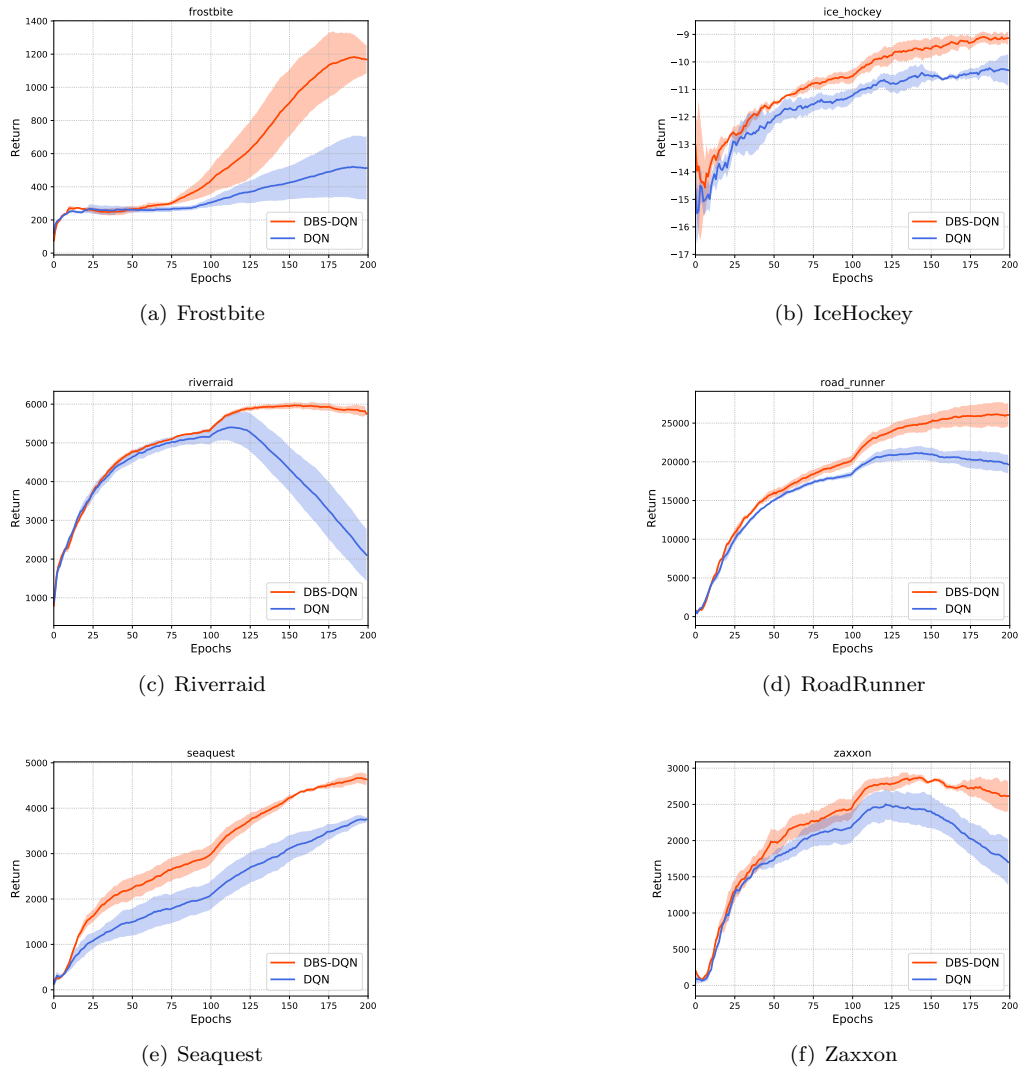 frostbite
1400
1200
1000
800
600
400
200
0
Return
DBS-DQN
DQN
0 25 50 75 100 125 150 175 200
Epochs
(a) Frostbite
ice_hockey
−9
−10
−11
−12
−13
−14
−15
−16
−17
Return
DBS-DQN
DQN
0 25 50 75 100 125 150 175 200
Epochs
(b) IceHockey
riverraid
6000
5000
4000
3000
2000
1000
Return
DBS-DQN
DQN
0 25 50 75 100 125 150 175 200
Epochs
(c) Riverraid
road_runner
25000
20000
15000
10000
5000
0
Return
DBS-DQN
DQN
0 25 50 75 100 125 150 175 200
Epochs
(d) RoadRunner
seaquest
5000
4000
3000
2000
1000
0
Return
DBS-DQN
DQN
0 25 50 75 100 125 150 175 200
Epochs
(e) Seaquest
zaxxon
3000
2500
2000
1500
1000
500
0
Return
DBS-DQN
DQN
0 25 50 75 100 125 150 175 200
Epochs
(f) Zaxxon